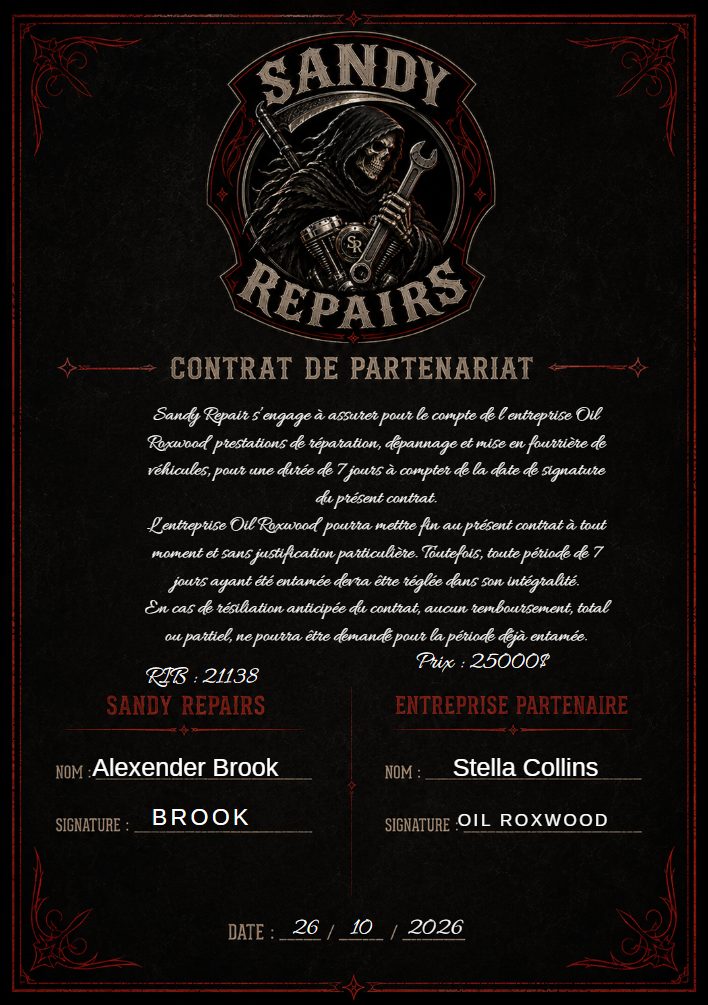 SANDY
SR
REPAIRS
CONTRAT DE PARTENARIAT
Sandy Repair s'engage à assurer pour le compte de l'entreprise Oil
Roxwood prestations de réparation, dépannage et mise en fourrière de
véhicules, pour une durée de 7 jours à compter de la date de signature
du présent contrat.
L'entreprise Oil Roxwood pourra mettre fin au présent contrat à tout
moment et sans justification particulière. Toutefois, toute période de 7
jours ayant été entamée devra être réglée dans son intégralité.
En cas de résiliation anticipée du contrat, aucun remboursement, total
ou partiel, ne pourra être demandé pour la période déjà entamée.
RIB : 21138
Prix : 25000$
SANDY REPAIRS
NOM : Alexender Brook
SIGNATURE : BROOK
ENTREPRISE PARTENAIRE
NOM : Stella Collins
SIGNATURE : OIL ROXWOOD
DATE : 26 / 10 / 2026